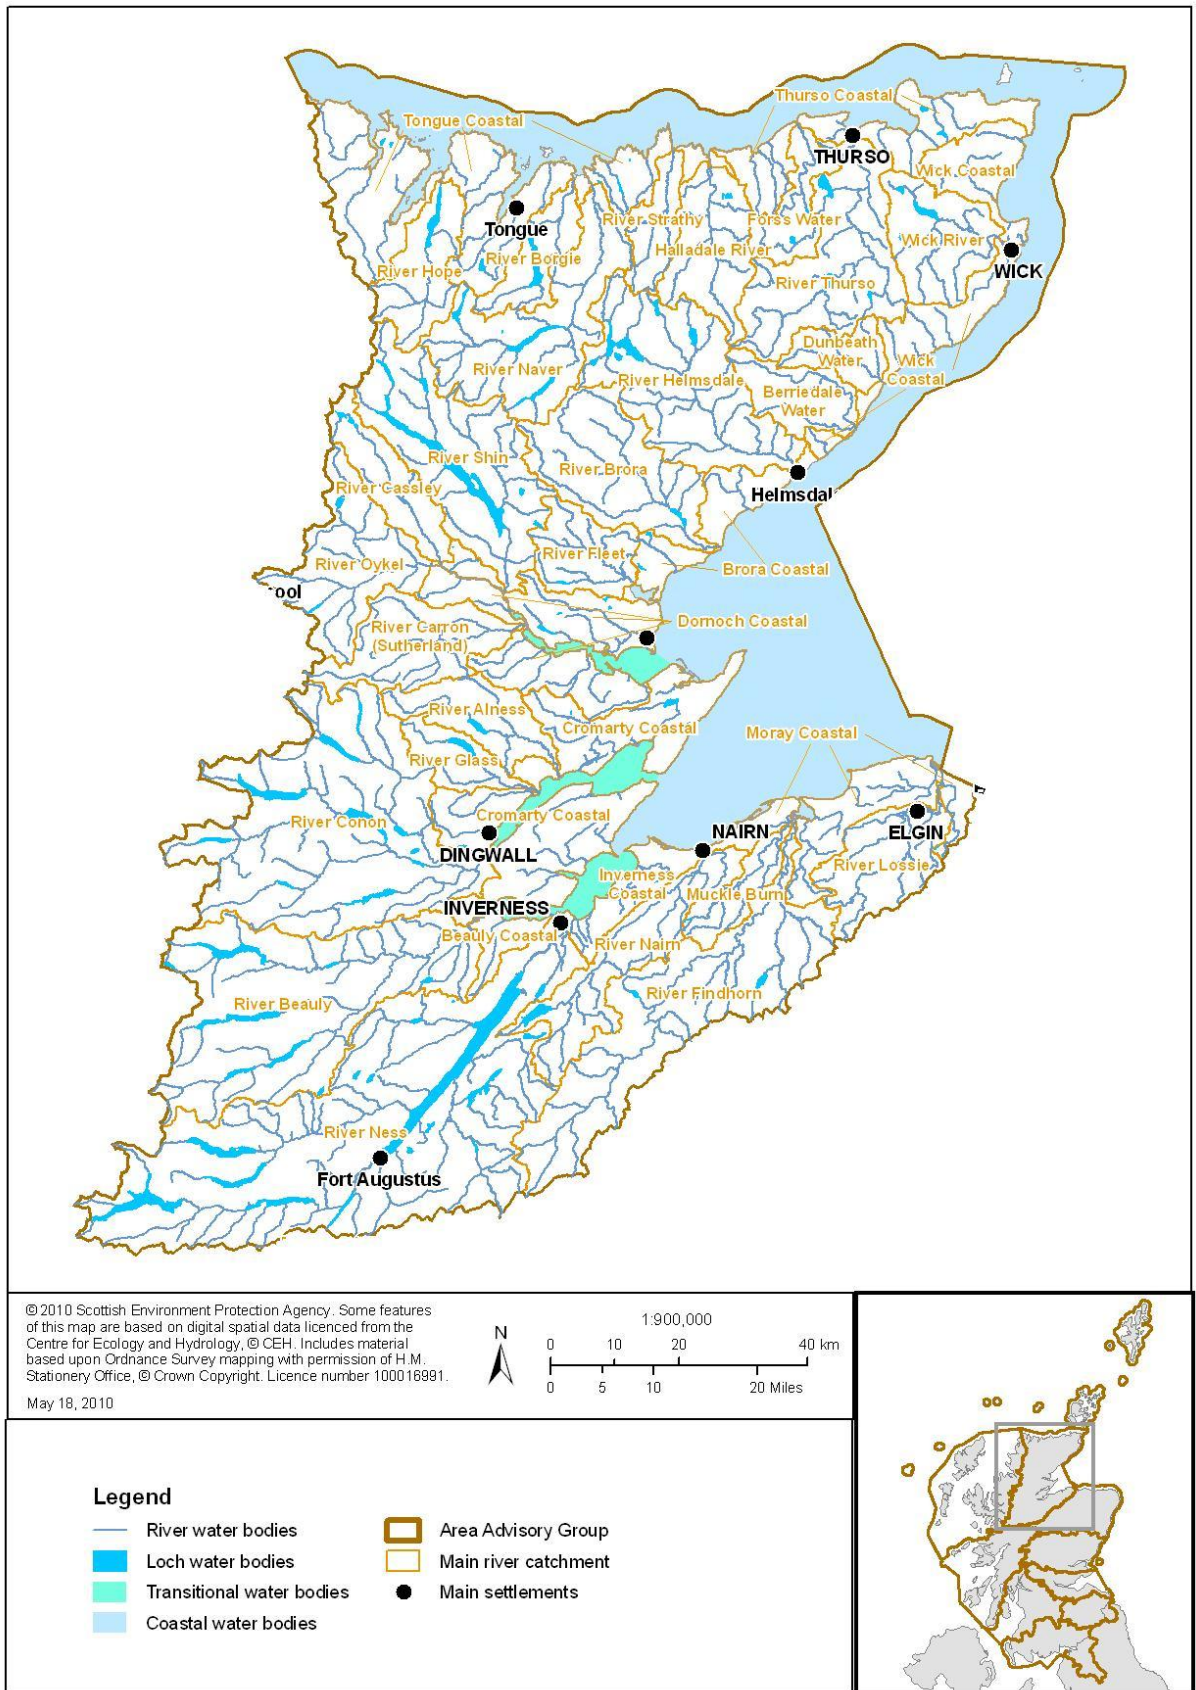 Thurso Coastal
Tongue Coastal
THURSO
Wick Coastal
Tongue
River Strathy
Forss Water
Halladale River
Wick River
River Borgie
River Hope
WICK
River Thurso
Dunbeath
Water
Wick
Coastal
River Naver
River Helmsdale
Berriedale
Water
River Shin
River Brora
River Cassley
Helmsdal
River Fleet
River Oykel
Brora Coastal
ool
Dornoch Coastal
River Carron
(Sutherland)
River Alness
Cromarty Coastal
Moray Coastal
River Glass
River Conon
Cromarty Coastal
NAIRN
ELGIN
DINGWALL
River Lossie
Inverness
Coastal
Muckle Burn
INVERNESS
Beauly Coastal
River Nairn
River Findhorn
River Beauly
River Ness
Fort Augustus
© 2010 Scottish Environment Protection Agency. Some features
of this map are based on digital spatial data licenced from the
Centre for Ecology and Hydrology, © CEH. Includes material
based upon Ordnance Survey mapping with permission of H.M.
Stationery Office, © Crown Copyright. Licence number 100016991.
May 18, 2010
N
1:900,000
0 10 20 40 km
0 5 10 20 Miles
Legend
River water bodies
Loch water bodies
Transitional water bodies
Coastal water bodies
Area Advisory Group
Main river catchment
Main settlements